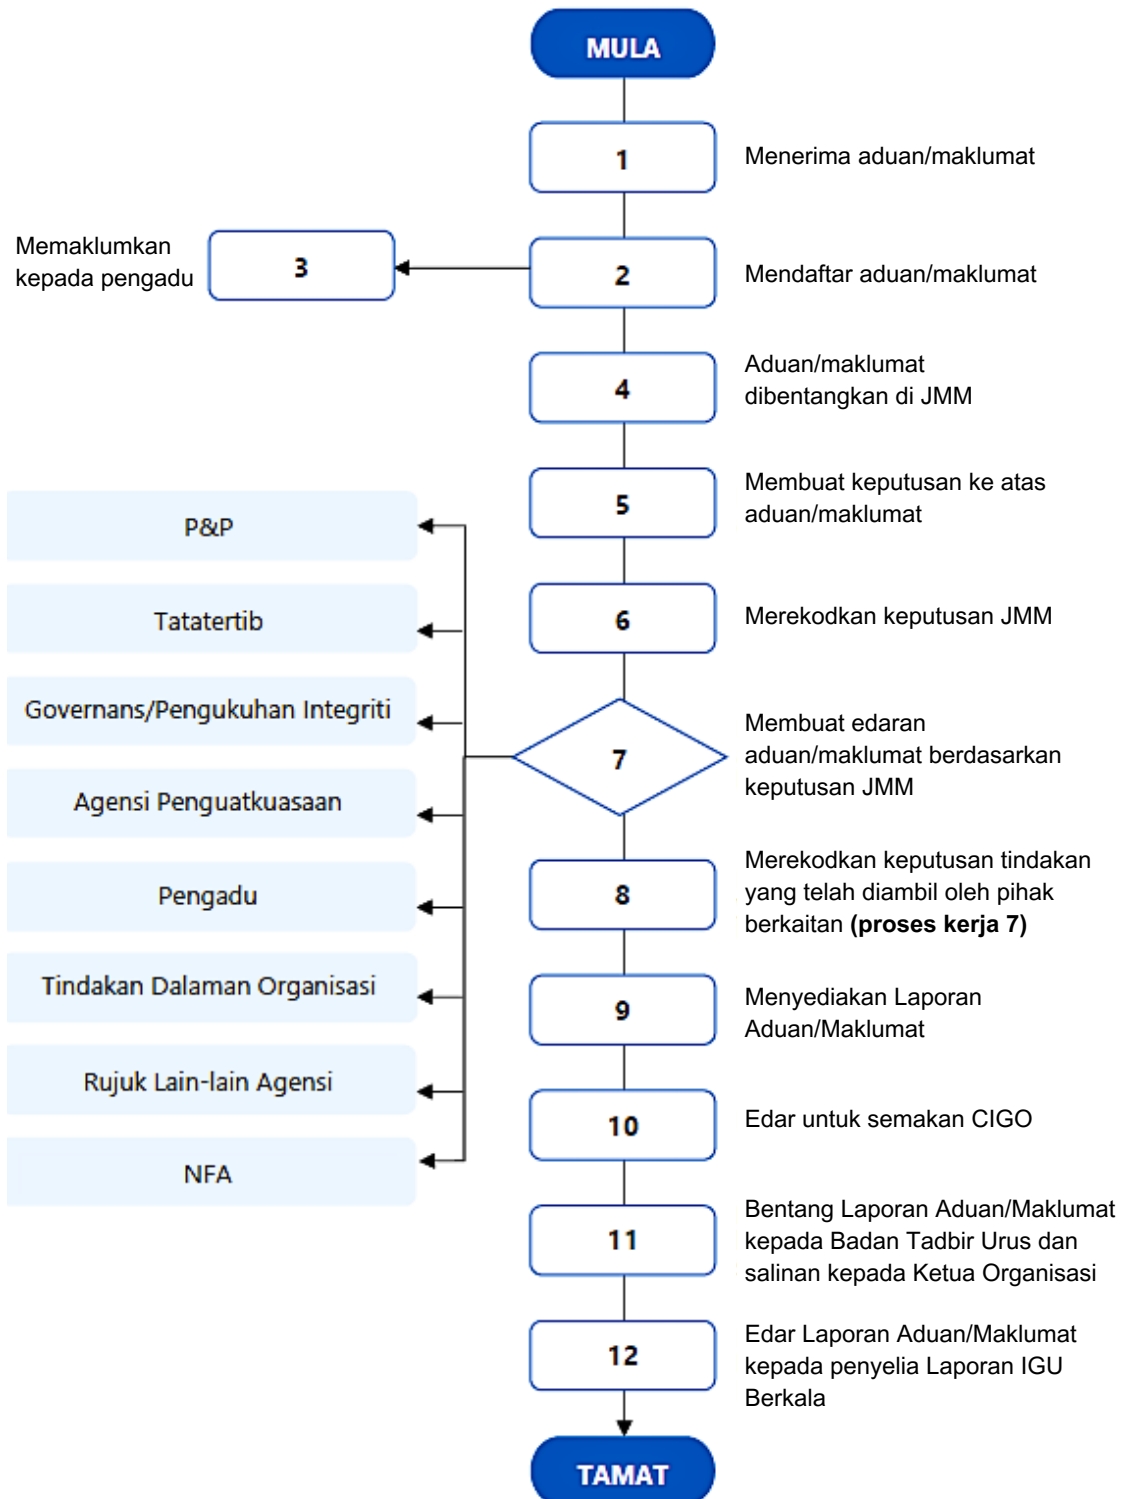 MULA
1
Menerima aduan/maklumat
Memaklumkan
kepada pengadu
3
2
Mendaftar aduan/maklumat
4
Aduan/maklumat
dibentangkan di JMM
5
Membuat keputusan ke atas
aduan/maklumat
6
Merekodkan keputusan JMM
7
Membuat edaran
aduan/maklumat berdasarkan
keputusan JMM
P&P
Tatatertib
Governans/Pengukuhan Integriti
Agensi Penguatkuasaan
Pengadu
Tindakan Dalaman Organisasi
Rujuk Lain-lain Agensi
NFA
8
Merekodkan keputusan tindakan
yang telah diambil oleh pihak
berkaitan (proses kerja 7)
9
Menyediakan Laporan
Aduan/Maklumat
10
Edar untuk semakan CIGO
11
Bentang Laporan Aduan/Maklumat
kepada Badan Tadbir Urus dan
salinan kepada Ketua Organisasi
12
Edar Laporan Aduan/Maklumat
kepada penyelia Laporan IGU
Berkala
TAMAT